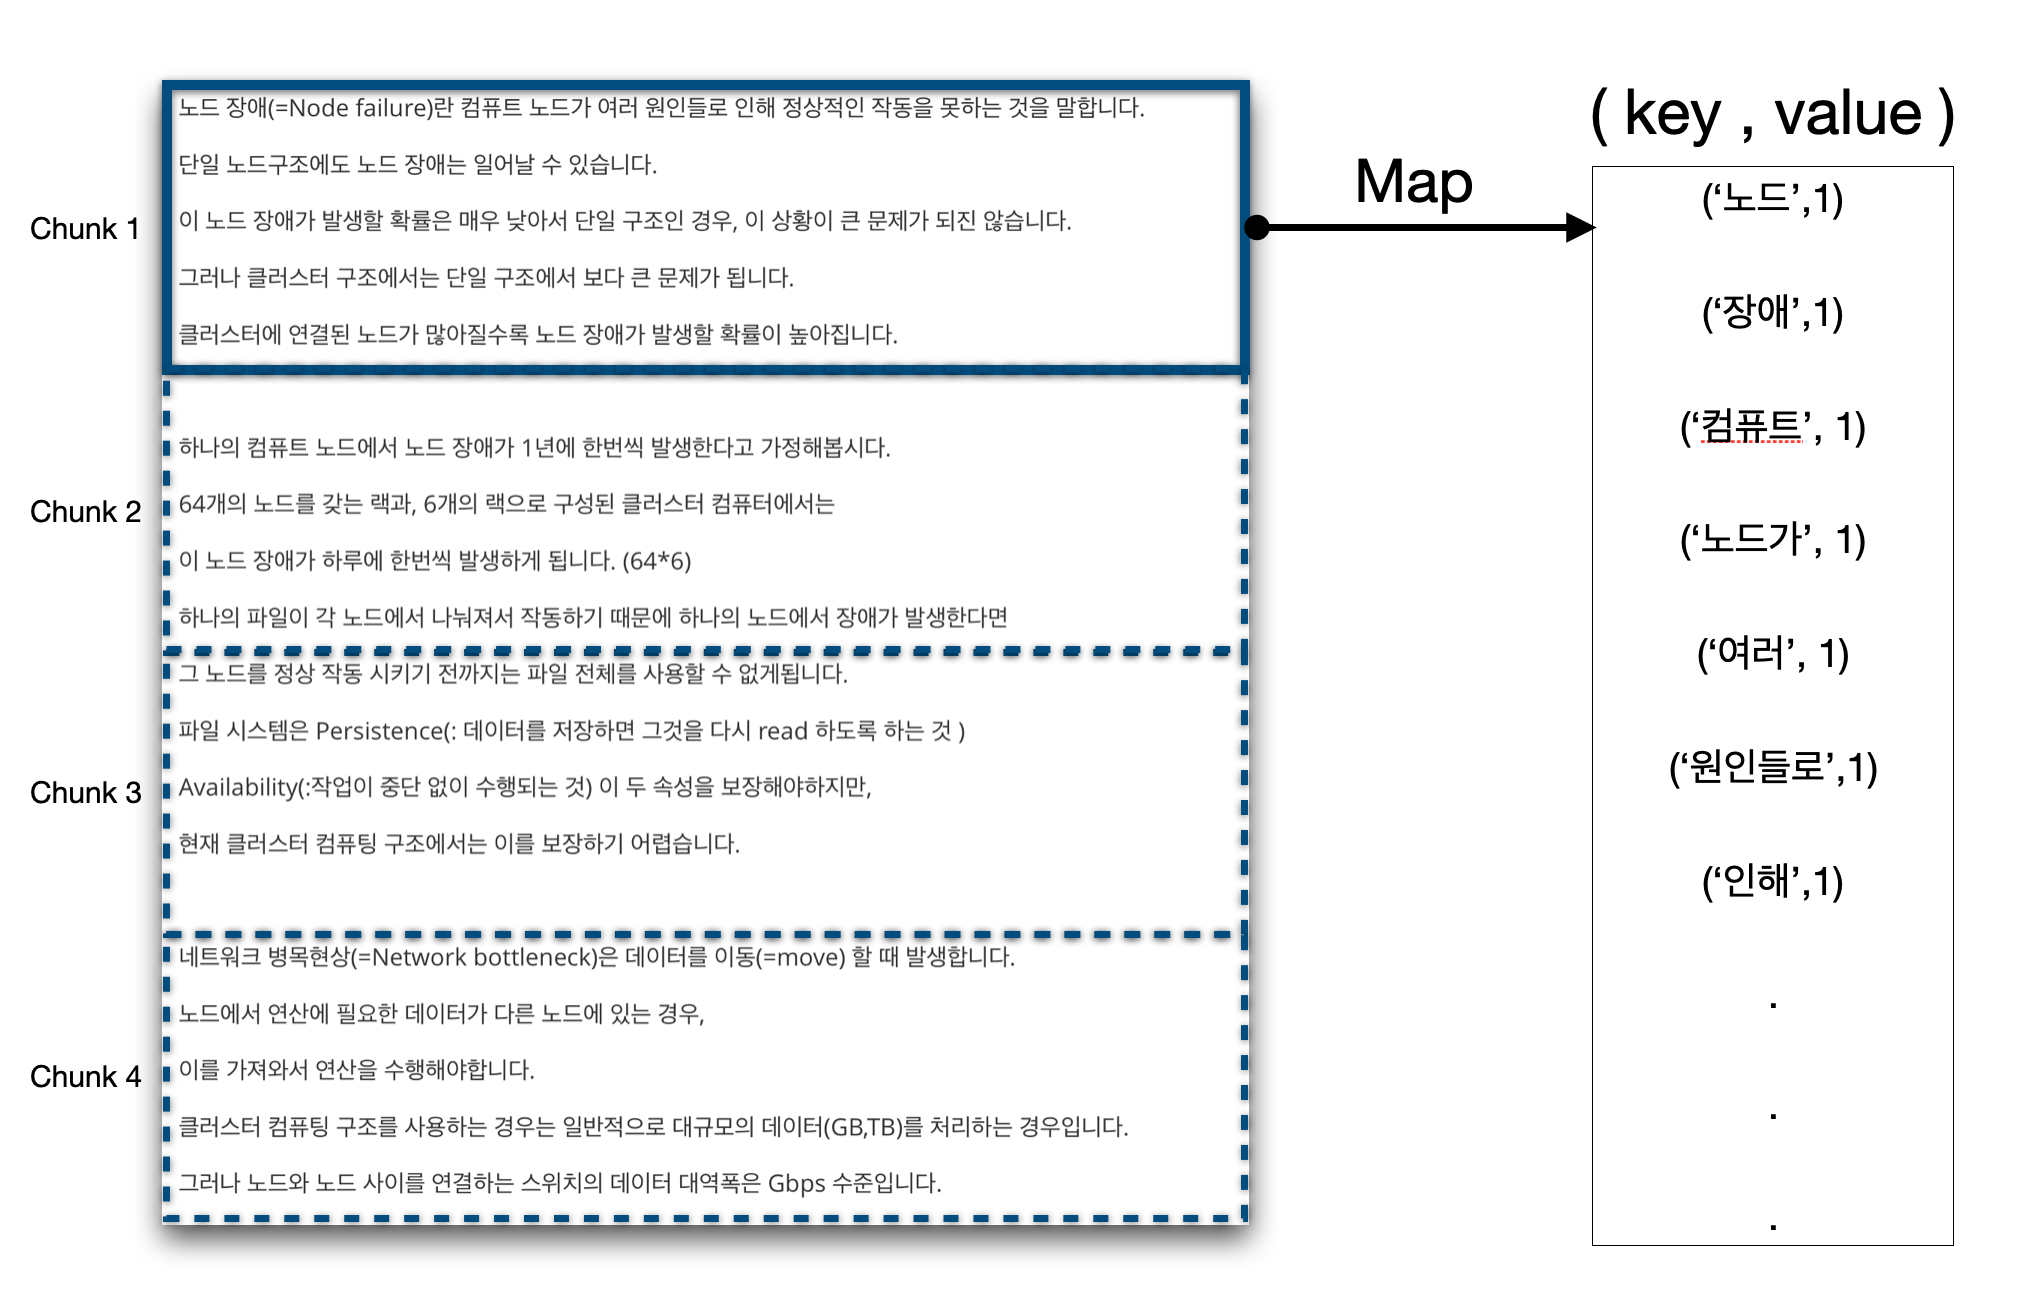 Chunk 1
노드 장애(=Node failure)란 컴퓨트 노드가 여러 원인들로 인해 정상적인 작동을 못하는 것을 말합니다.
단일 노드구조에도 노드 장애는 일어날 수 있습니다.
이 노드 장애가 발생할 확률은 매우 낮아서 단일 구조인 경우, 이 상황이 큰 문제가 되진 않습니다.
그러나 클러스터 구조에서는 단일 구조에서 보다 큰 문제가 됩니다.
클러스터에 연결된 노드가 많아질수록 노드 장애가 발생할 확률이 높아집니다.
Chunk 2
하나의 컴퓨트 노드에서 노드 장애가 1년에 한번씩 발생한다고 가정해봅시다.
64개의 노드를 갖는 랙과, 6개의 랙으로 구성된 클러스터 컴퓨터에서는
이 노드 장애가 하루에 한번씩 발생하게 됩니다. (64*6)
하나의 파일이 각 노드에서 나눠져서 작동하기 때문에 하나의 노드에서 장애가 발생한다면
Chunk 3
그 노드를 정상 작동 시키기 전까지는 파일 전체를 사용할 수 없게됩니다.
파일 시스템은 Persistence(: 데이터를 저장하면 그것을 다시 read 하도록 하는 것 )
Availability(:작업이 중단 없이 수행되는 것) 이 두 속성을 보장해야하지만,
현재 클러스터 컴퓨팅 구조에서는 이를 보장하기 어렵습니다.
Chunk 4
네트워크 병목현상(=Network bottleneck)은 데이터를 이동(=move) 할 때 발생합니다.
노드에서 연산에 필요한 데이터가 다른 노드에 있는 경우,
이를 가져와서 연산을 수행해야합니다.
클러스터 컴퓨팅 구조를 사용하는 경우는 일반적으로 대규모의 데이터(GB,TB)를 처리하는 경우입니다.
그러나 노드와 노드 사이를 연결하는 스위치의 데이터 대역폭은 Gbps 수준입니다.
Map
( key , value )
(‘노드’,1)
(‘장애’,1)
(‘컴퓨트’, 1)
(‘노드가’, 1)
(‘여러’, 1)
(‘원인들로’,1)
(‘인해’,1)
.
.
.